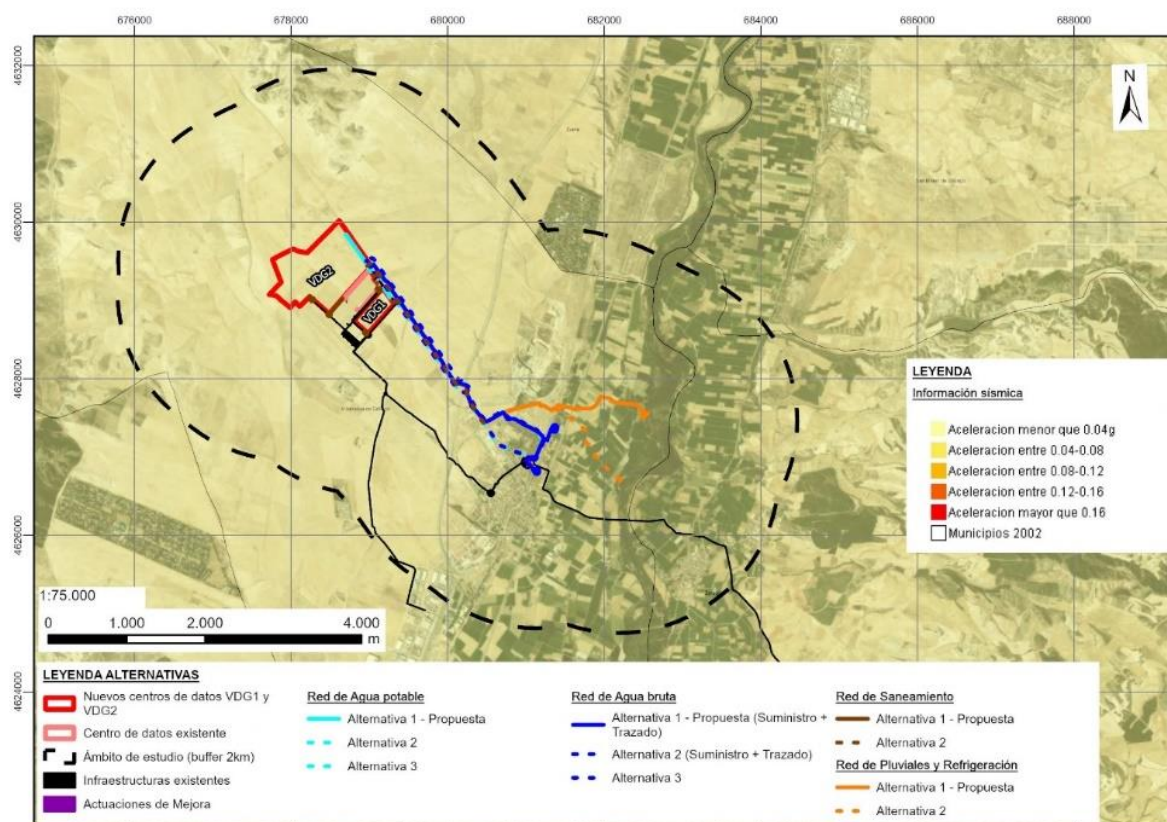 676000 678000 680000 682000 684000 686000 688000
4632000
N
4630000
VDG2
VDG1
4628000
LEYENDA
Información sísmica
Aceleracion menor que 0.04g
Aceleracion entre 0.04-0.08
Aceleracion entre 0.08-0.12
Aceleracion entre 0.12-0.16
Aceleracion mayor que 0.16
Municipios 2002
4626000
1:75.000
0 1.000 2.000 4.000
m
4624000
LEYENDA ALTERNATIVAS
Nuevos centros de datos VDG1 y
VDG2
Centro de datos existente
Ámbito de estudio (buffer 2km)
Infraestructuras existentes
Actuaciones de Mejora
Red de Agua potable
Alternativa 1 - Propuesta
Alternativa 2
Alternativa 3
Red de Agua bruta
Alternativa 1 - Propuesta (Suministro +
Trazado)
Alternativa 2 (Suministro + Trazado)
Alternativa 3
Red de Saneamiento
Alternativa 1 - Propuesta
Alternativa 2
Red de Pluviales y Refrigeración
Alternativa 1 - Propuesta
Alternativa 2